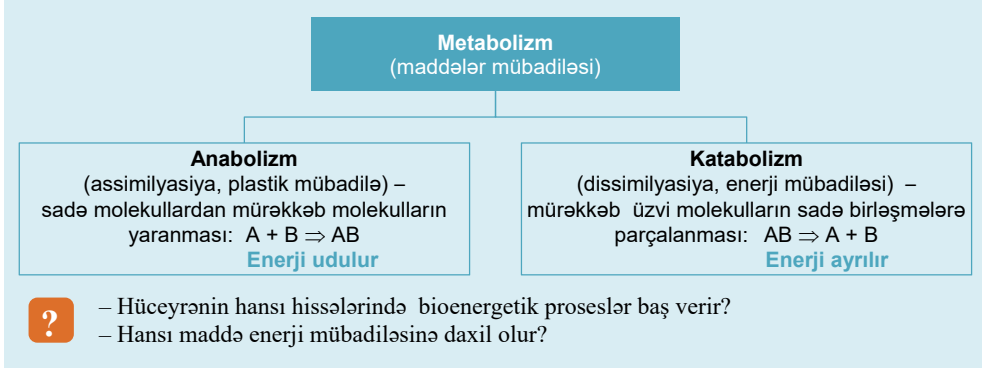 Metabolizm
(maddələr mübadiləsi)
Anabolizm
(assimilyasiya, plastik mübadilə) –
sadə molekullardan mürəkkəb molekulların
yaranması: A + B ⇒ AB
Enerji udulur
Katabolizm
(dissimilyasiya, enerji mübadiləsi) –
mürəkkəb üzvi molekulların sadə birləşmələrə
parçalanması: AB ⇒ A + B
Enerji ayrılır
?
– Hüceyrənin hansı hissələrində bioenergetik proseslər baş verir?
– Hansı maddə enerji mübadiləsinə daxil olur?